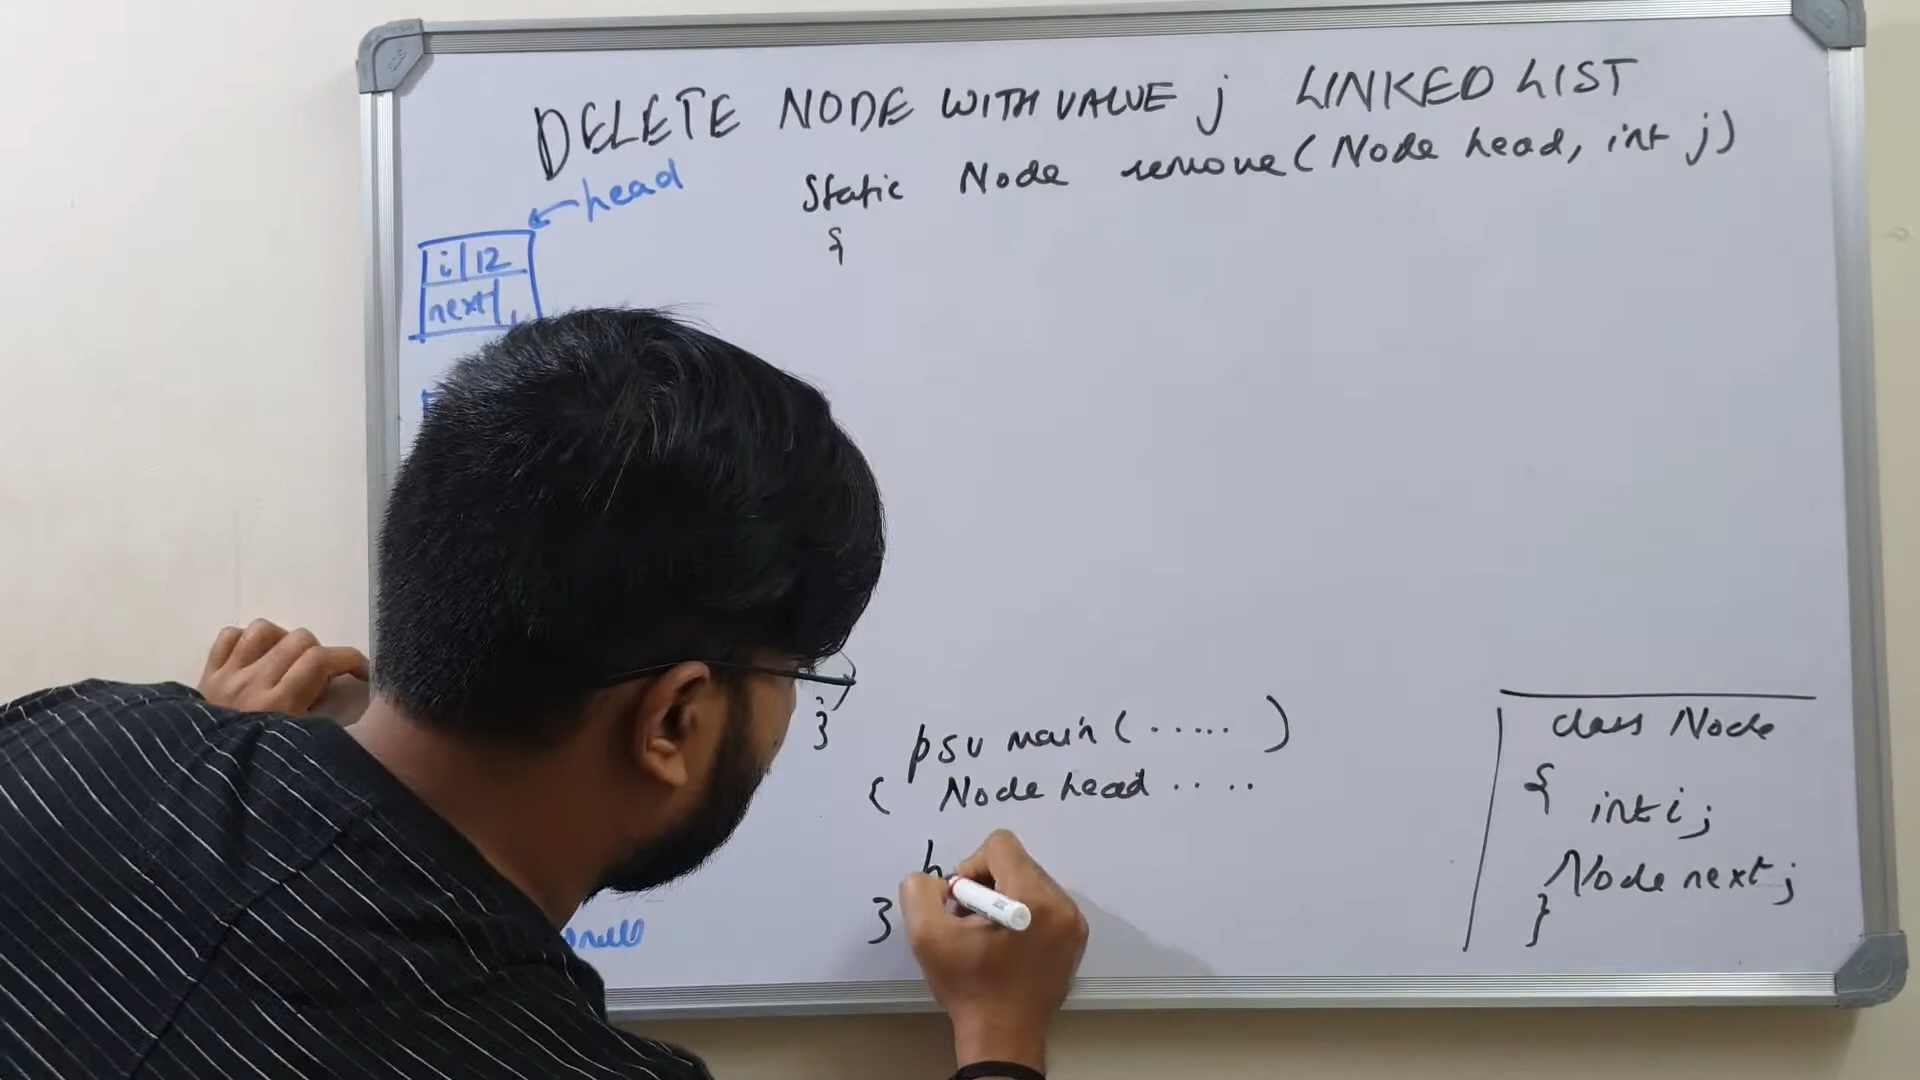 DELETE NODE WITH VALUE j LINKED LIST
head
Static Node remove(Node head, int j)
{
i 12
next
}
psv main( ..... )
{ Node head ....
h
}
null
class Node
{
int i;
Node next;
}